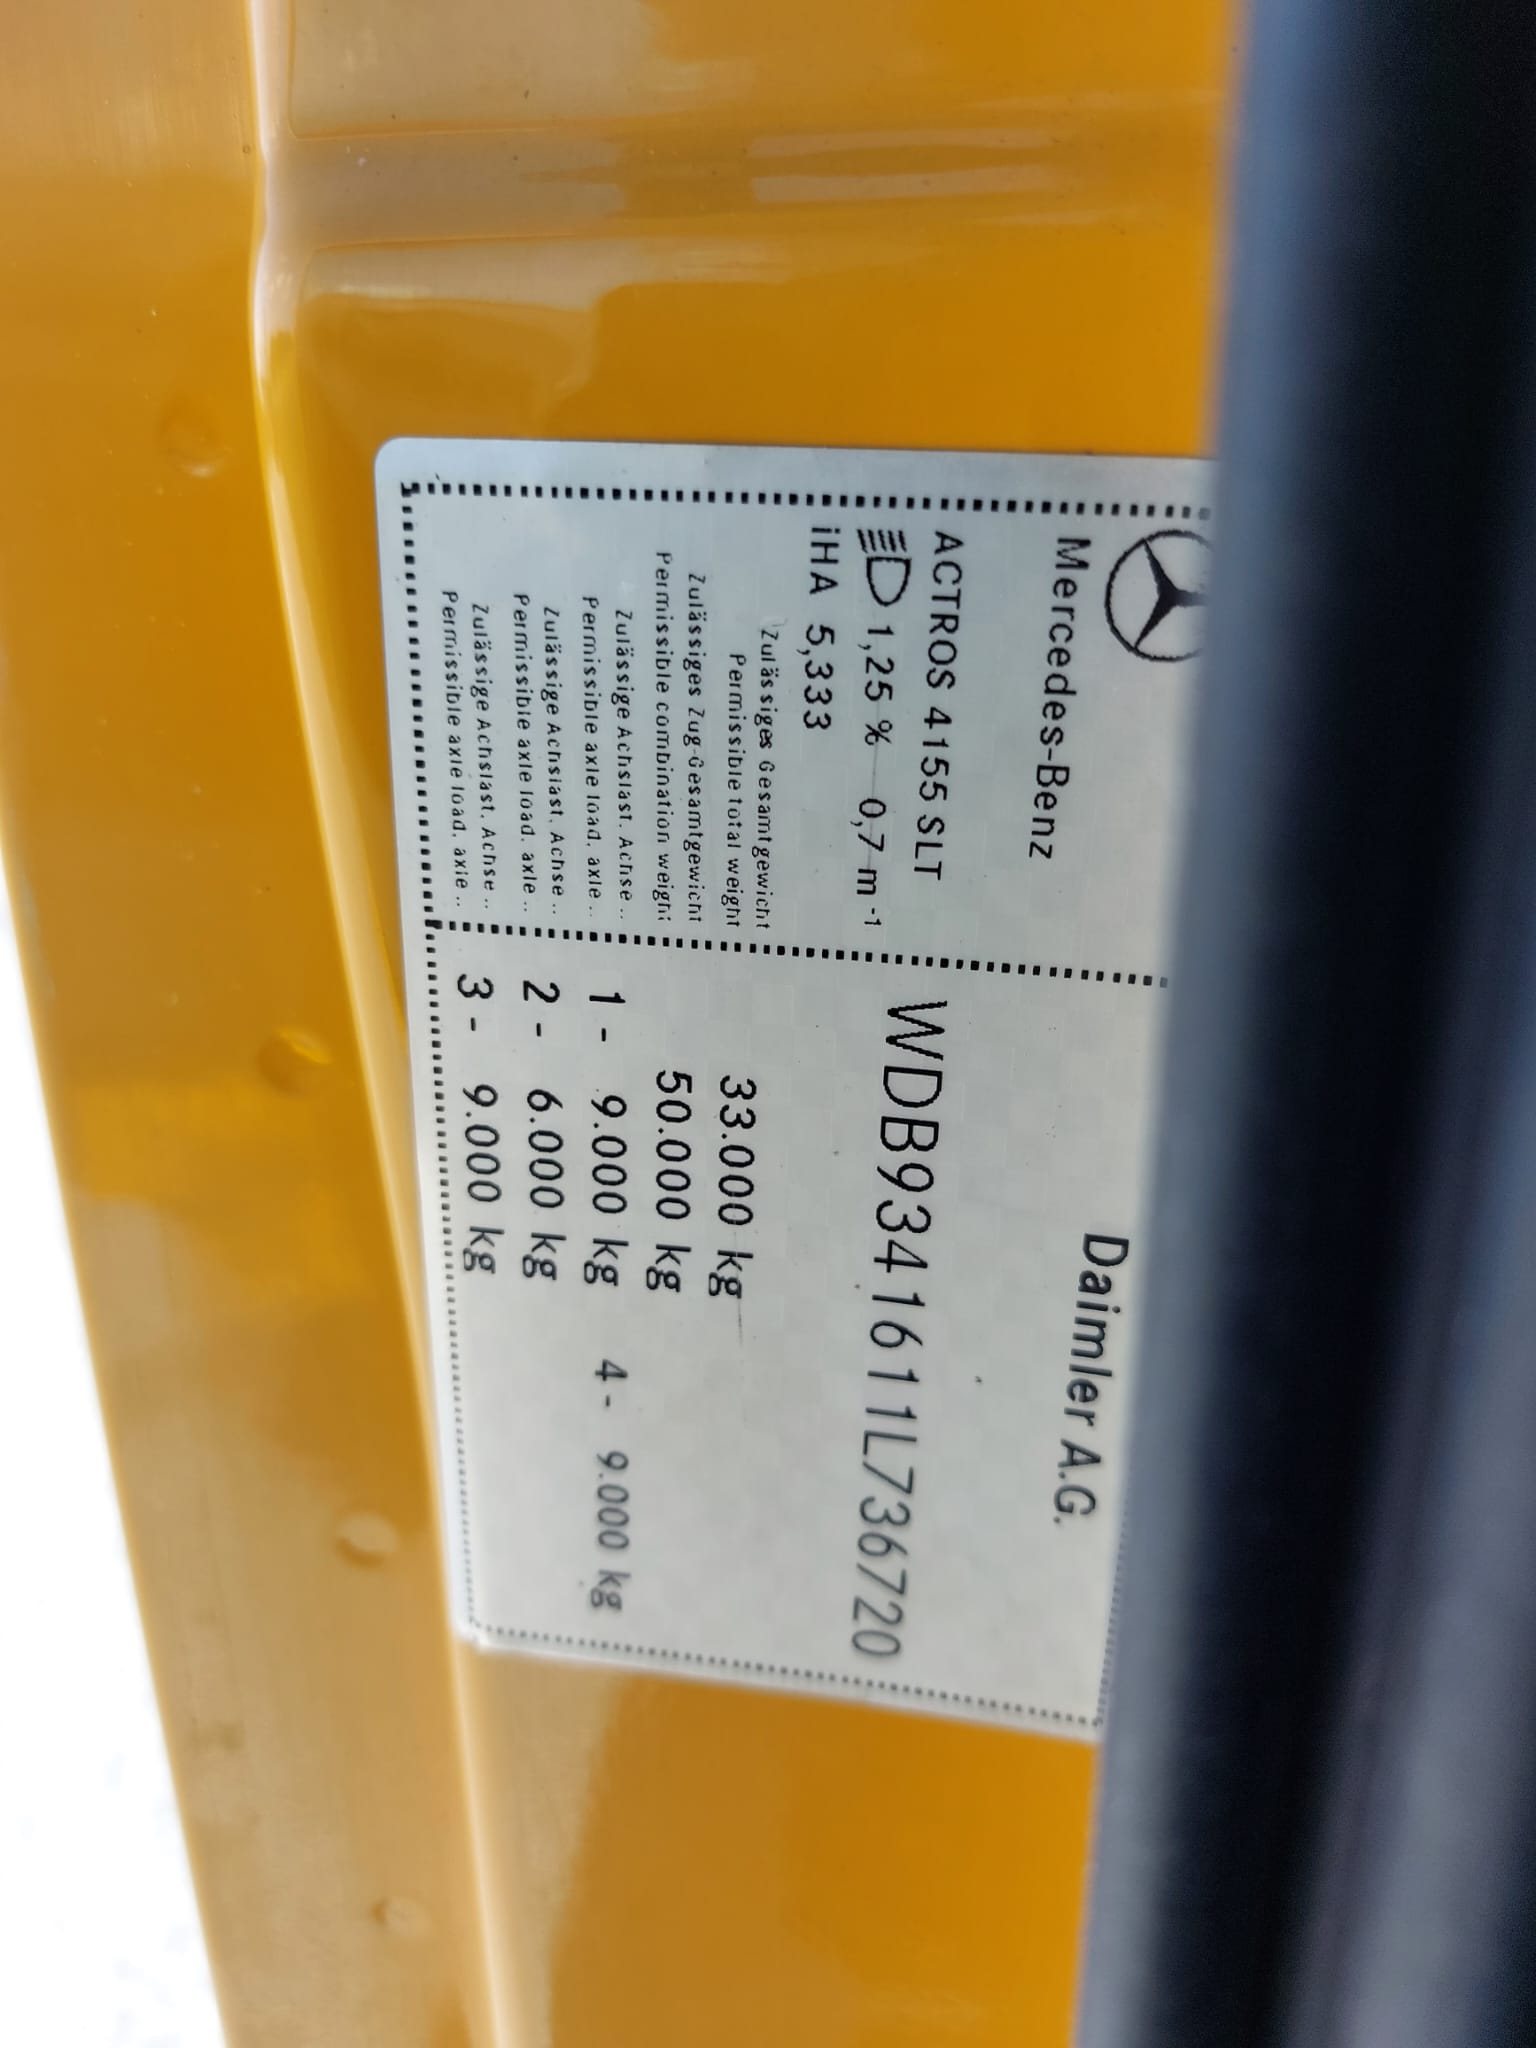 Mercedes-Benz
Daimler A.G.
ACTROS 4155 SLT
WDB9341611L736720
1,25 % 0,7 m-1
iHA 5,333
Zulässiges Gesamtgewicht
Permissible total weight
33.000 kg
Zulässiges Zug-Gesamtgewicht
Permissible combination weight
50.000 kg
Zulässige Achslast, Achse ..
Permissible axle load, axle ..
1 - 9.000 kg 4 - 9.000 kg
Zulässige Achslast, Achse ..
Permissible axle load, axle ..
2 - 6.000 kg
Zulässige Achslast, Achse ..
Permissible axle load, axle ..
3 - 9.000 kg